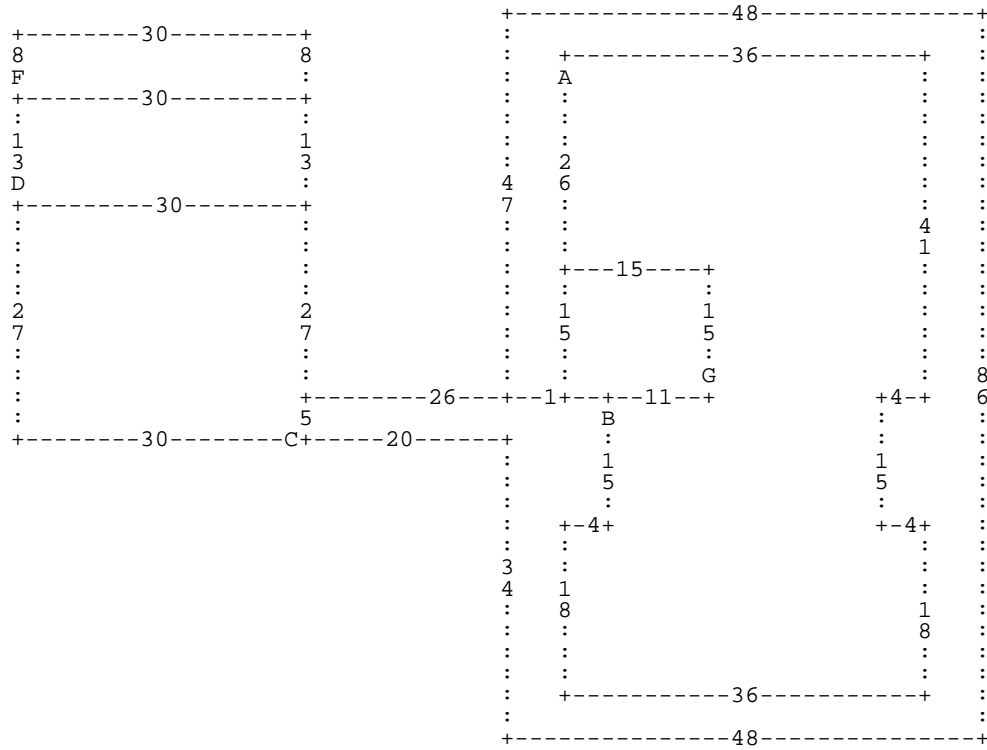 +---------------48---------------+
+--------30---------+             :                                :
8                   8             :   +-----------36-----------+   :
F                   :             :   A                        :   :
+--------30---------+             :   :                        :   :
:                   :             :   :                        :   :
1                   1             :   :                        :   :
3                   3             :   2                        :   :
D                   :             4   6                        :   :
+--------30---------+             7   :                        :   :
:                   :             :   :                        4   :
:                   :             :   :                        1   :
:                   :             :   +---15----+              :   :
:                   :             :   :         :              :   :
2                   2             :   1         1              :   :
7                   7             :   5         5              :   :
:                   :             :   :         :              :   :
:                   :             :   :         G              :   8
:                   +--------26---+--1+--+--11--+           +4-+   6
:                   5                    B                  :      :
+--------30--------C+-----20------+      :                  :      :
                                  :      1                  1      :
                                  :      5                  5      :
                                  :      :                  :      :
                                  :   +-4+                  +-4+   :
                                  :   :                        :   :
                                  3   :                        :   :
                                  4   1                        :   :
                                  :   8                        1   :
                                  :   :                        8   :
                                  :   :                        :   :
                                  :   :                        :   :
                                  :   +-----------36-----------+   :
                                  :                                :
                                  +---------------48---------------+